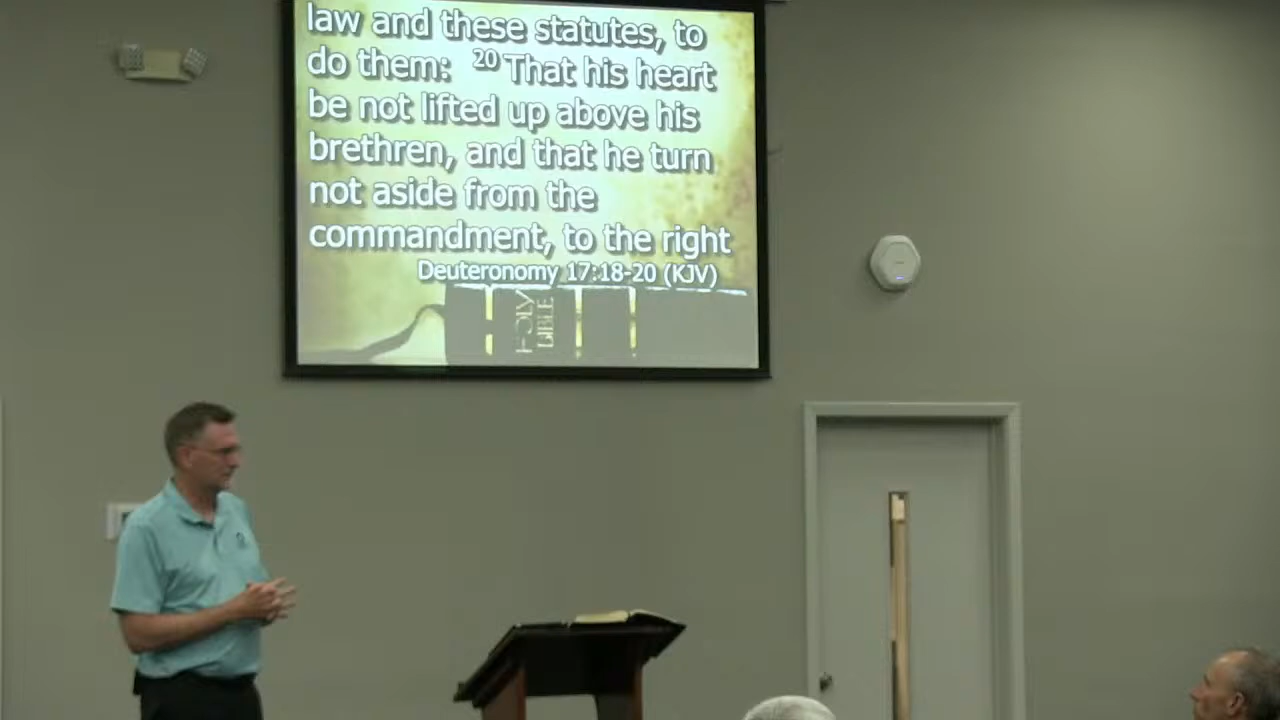 law and these statutes, to
do them: 20 That his heart
be not lifted up above his
brethren, and that he turn
not aside from the
commandment, to the right
Deuteronomy 17:18-20 (KJV)
HOLY
BIBLE